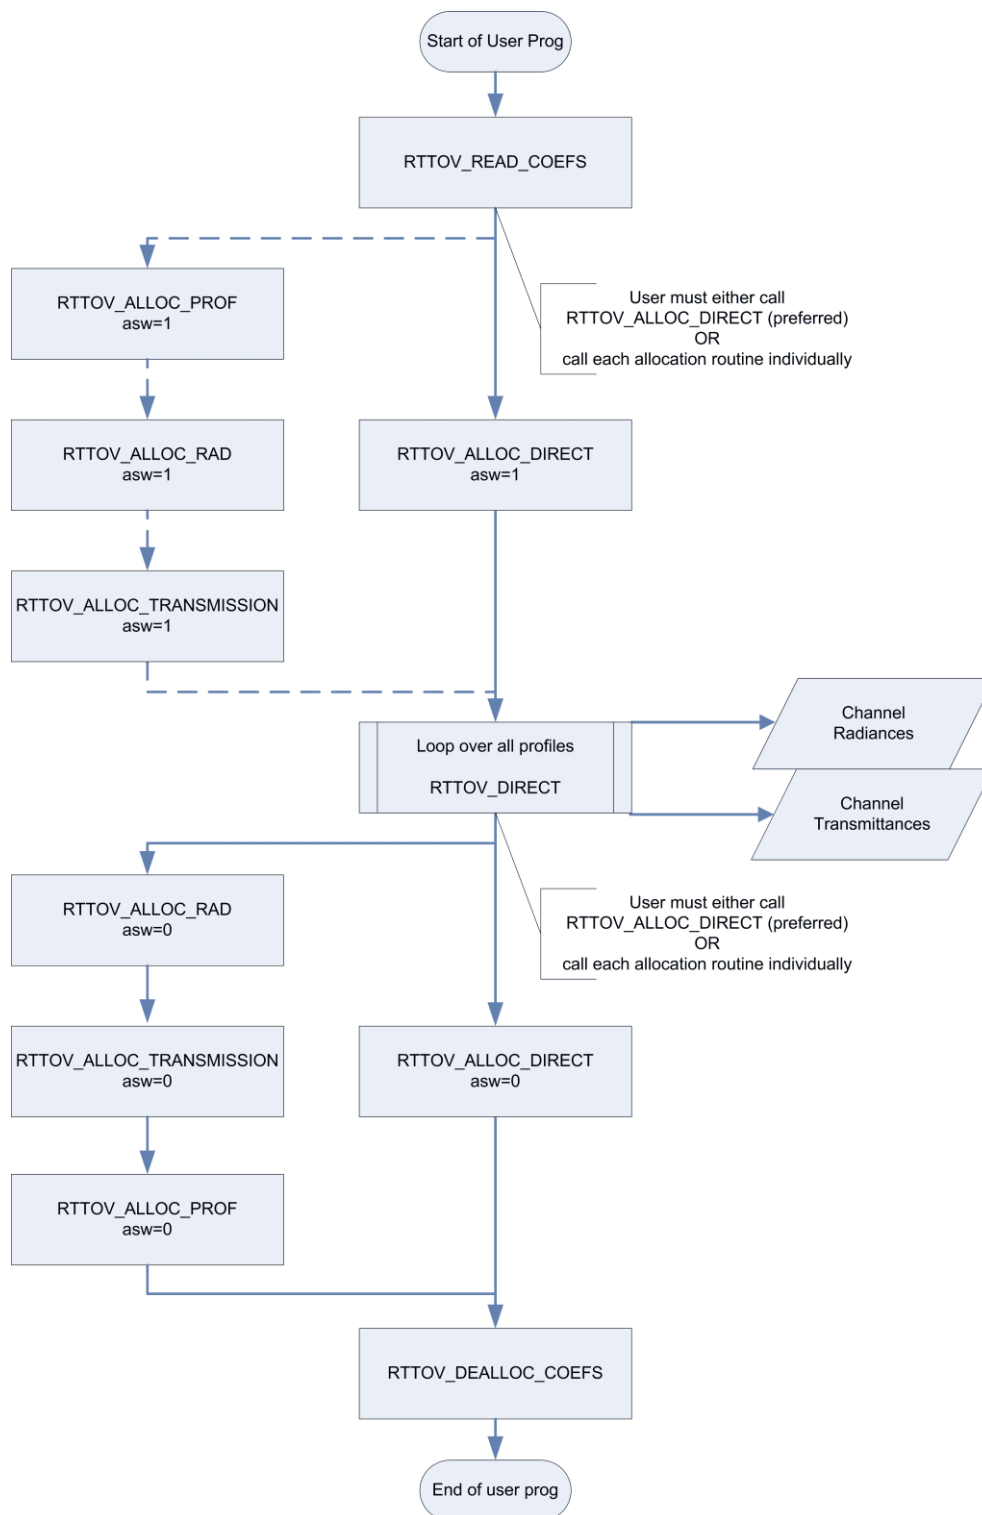 Start of User Prog
RTTOV_READ_COEFS
RTTOV_ALLOC_PROF
asw=1
User must either call
RTTOV_ALLOC_DIRECT (preferred)
OR
call each allocation routine individually
RTTOV_ALLOC_RAD
asw=1
RTTOV_ALLOC_DIRECT
asw=1
RTTOV_ALLOC_TRANSMISSION
asw=1
Loop over all profiles
RTTOV_DIRECT
Channel
Radiances
Channel
Transmittances
RTTOV_ALLOC_RAD
asw=0
User must either call
RTTOV_ALLOC_DIRECT (preferred)
OR
call each allocation routine individually
RTTOV_ALLOC_TRANSMISSION
asw=0
RTTOV_ALLOC_DIRECT
asw=0
RTTOV_ALLOC_PROF
asw=0
RTTOV_DEALLOC_COEFS
End of user prog